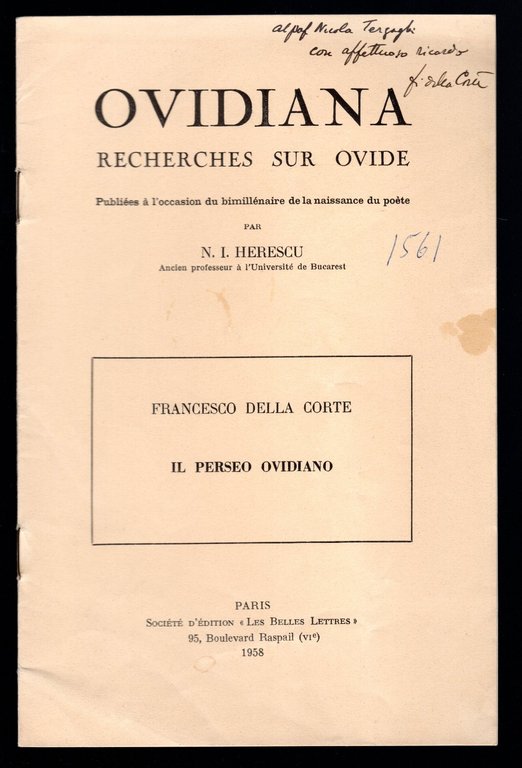 al prof Nicola Terzaghi
con affettuoso ricordo
f. della Corte
OVIDIANA
RECHERCHES SUR OVIDE
Publiées à l'occasion du bimillénaire de la naissance du poète
PAR
N. I. HERESCU
Ancien professeur à l'Université de Bucarest
1561
FRANCESCO DELLA CORTE
IL PERSEO OVIDIANO
PARIS
SOCIÉTÉ D'ÉDITION « LES BELLES LETTRES »
95, Boulevard Raspail (VIe)
1958